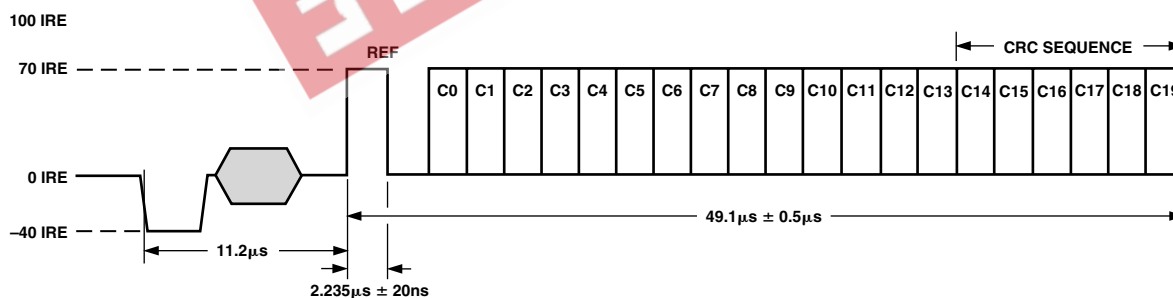 100 IRE
REF
CRC SEQUENCE
70 IRE
C0 C1 C2 C3 C4 C5 C6 C7 C8 C9 C10 C11 C12 C13 C14 C15 C16 C17 C18 C19
0 IRE
49.1μs ± 0.5μs
–40 IRE
11.2μs
2.235μs ± 20ns